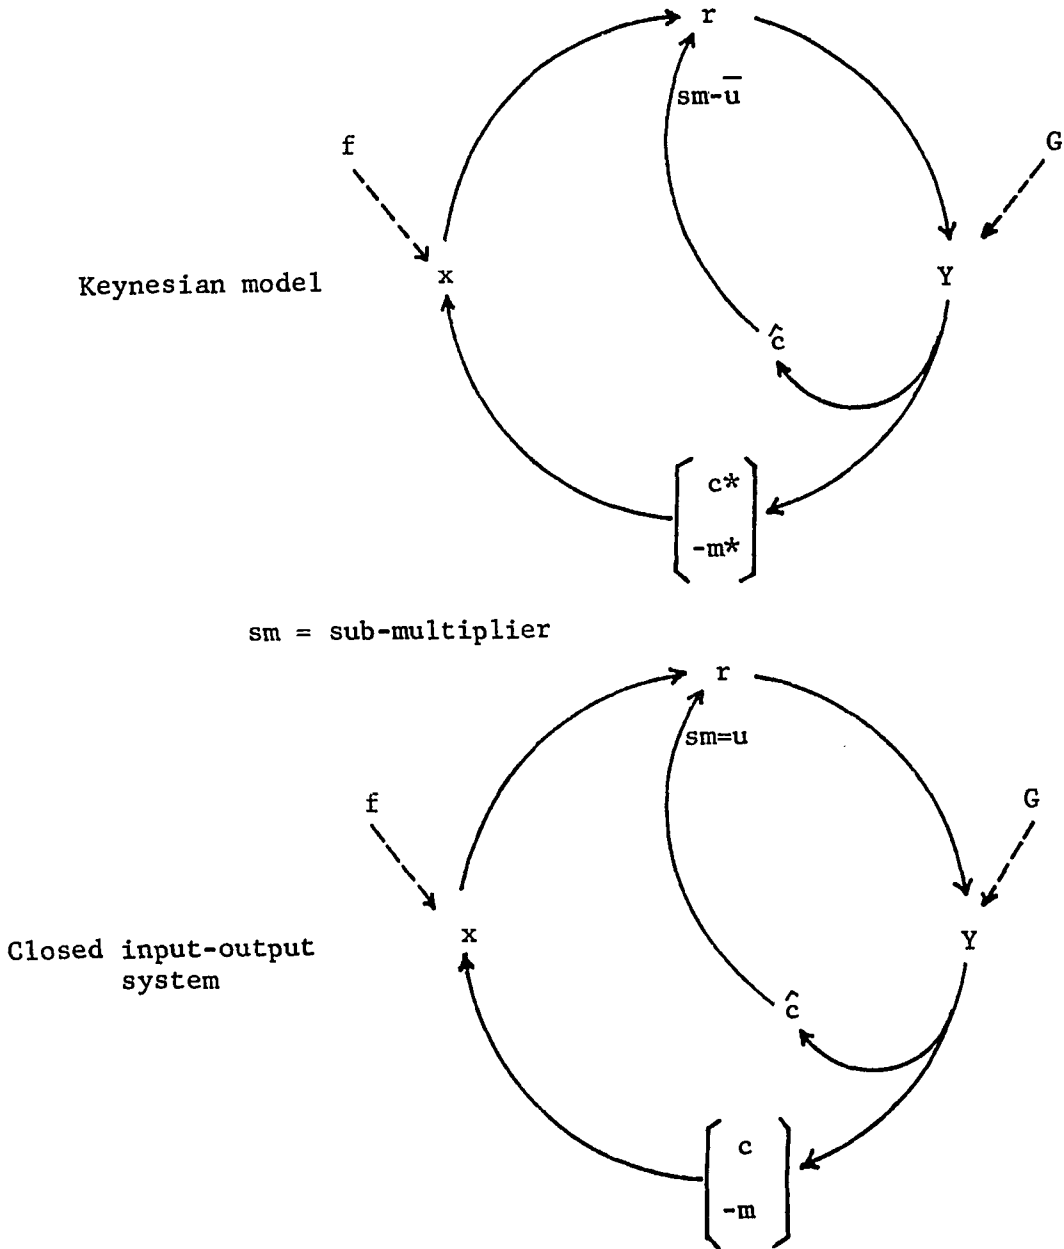 r
sm-u̅
f
G
Keynesian model
x
Y
ĉ
c*
-m*
sm = sub-multiplier
r
sm=u
f
G
Closed input-output
system
x
Y
ĉ
c
-m